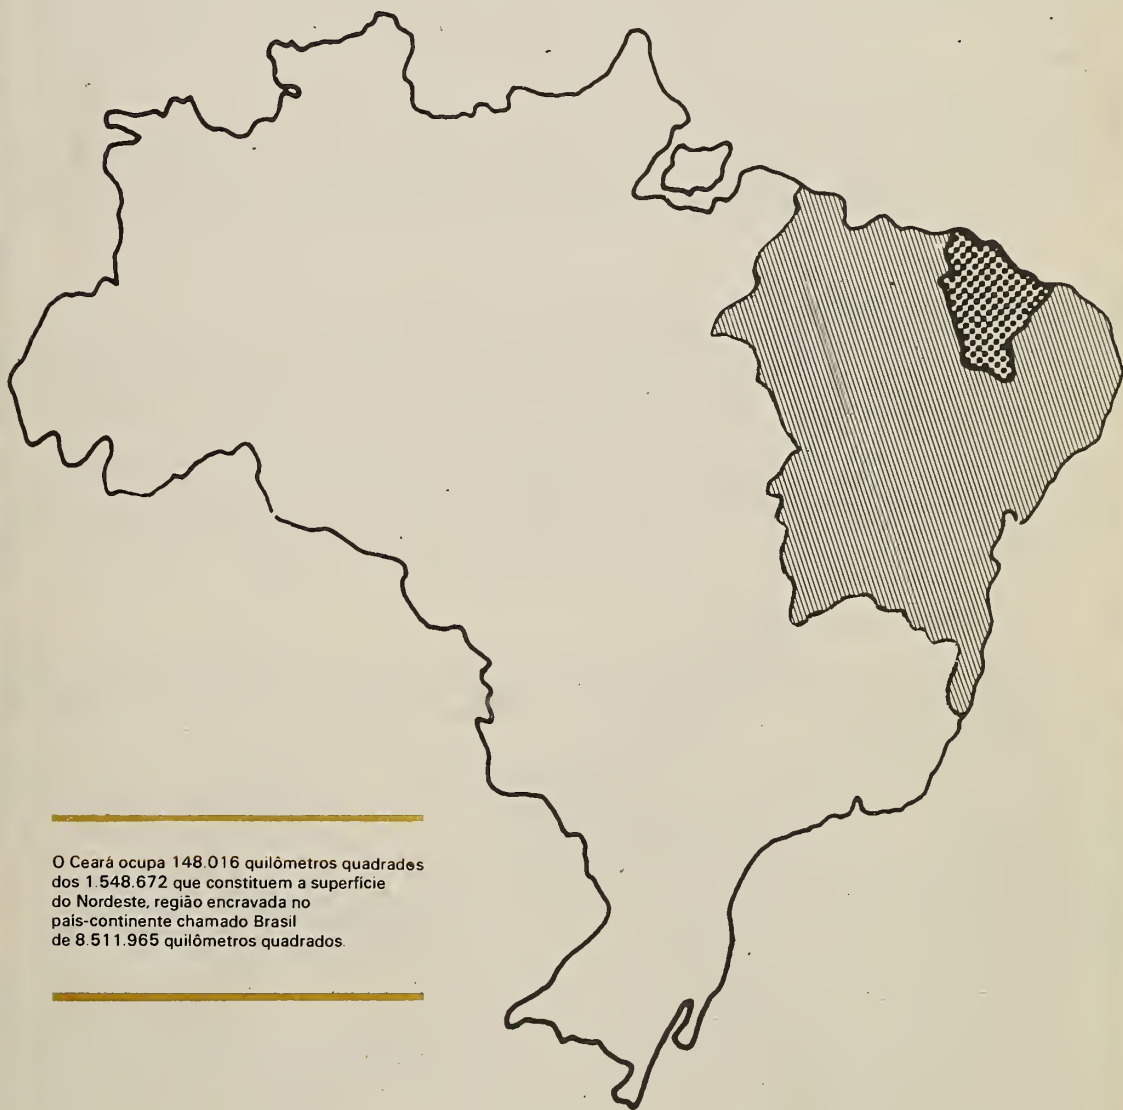 O Ceará ocupa 148.016 quilômetros quadrados
dos 1.548.672 que constituem a superfície
do Nordeste, região encravada no
país-continente chamado Brasil
de 8.511.965 quilômetros quadrados.